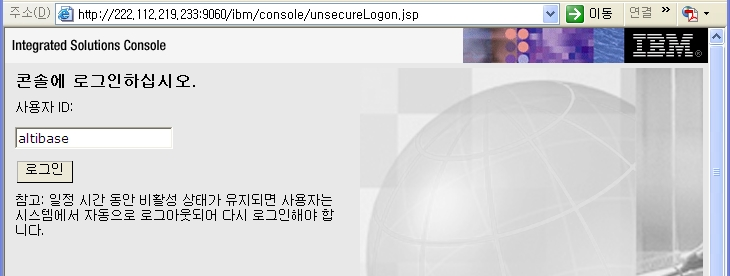 주소(D) http://222,112,219,233:9060/ibm/console/unsecureLogon.jsp 이동 연결 »
Integrated Solutions Console IBM®
콘솔에 로그인하십시오.
사용자 ID:
altibase
로그인
참고: 일정 시간 동안 비활성 상태가 유지되면 사용자는
시스템에서 자동으로 로그아웃되어 다시 로그인해야 합
니다.